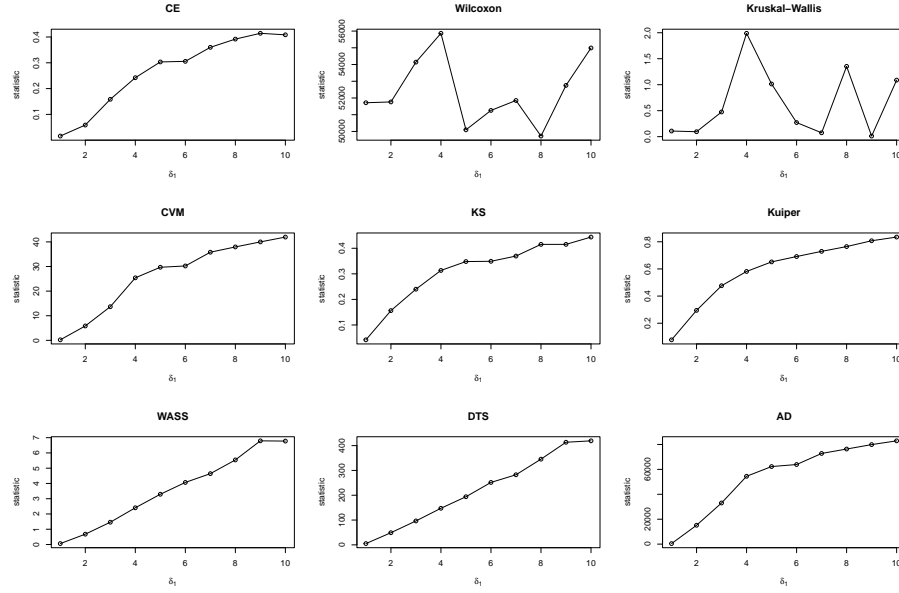 CE
statistic
0.1 0.2 0.3 0.4
2 4 6 8 10
δ1
Wilcoxon
statistic
50000 52000 54000 56000
2 4 6 8 10
δ1
Kruskal−Wallis
statistic
0.0 0.5 1.0 1.5 2.0
2 4 6 8 10
δ1
CVM
statistic
0 10 20 30 40
2 4 6 8 10
δ1
KS
statistic
0.1 0.2 0.3 0.4
2 4 6 8 10
δ1
Kuiper
statistic
0.2 0.4 0.6 0.8
2 4 6 8 10
δ1
WASS
statistic
0 1 2 3 4 5 6 7
2 4 6 8 10
δ1
DTS
statistic
0 100 200 300 400
2 4 6 8 10
δ1
AD
statistic
0 20000 60000
2 4 6 8 10
δ1